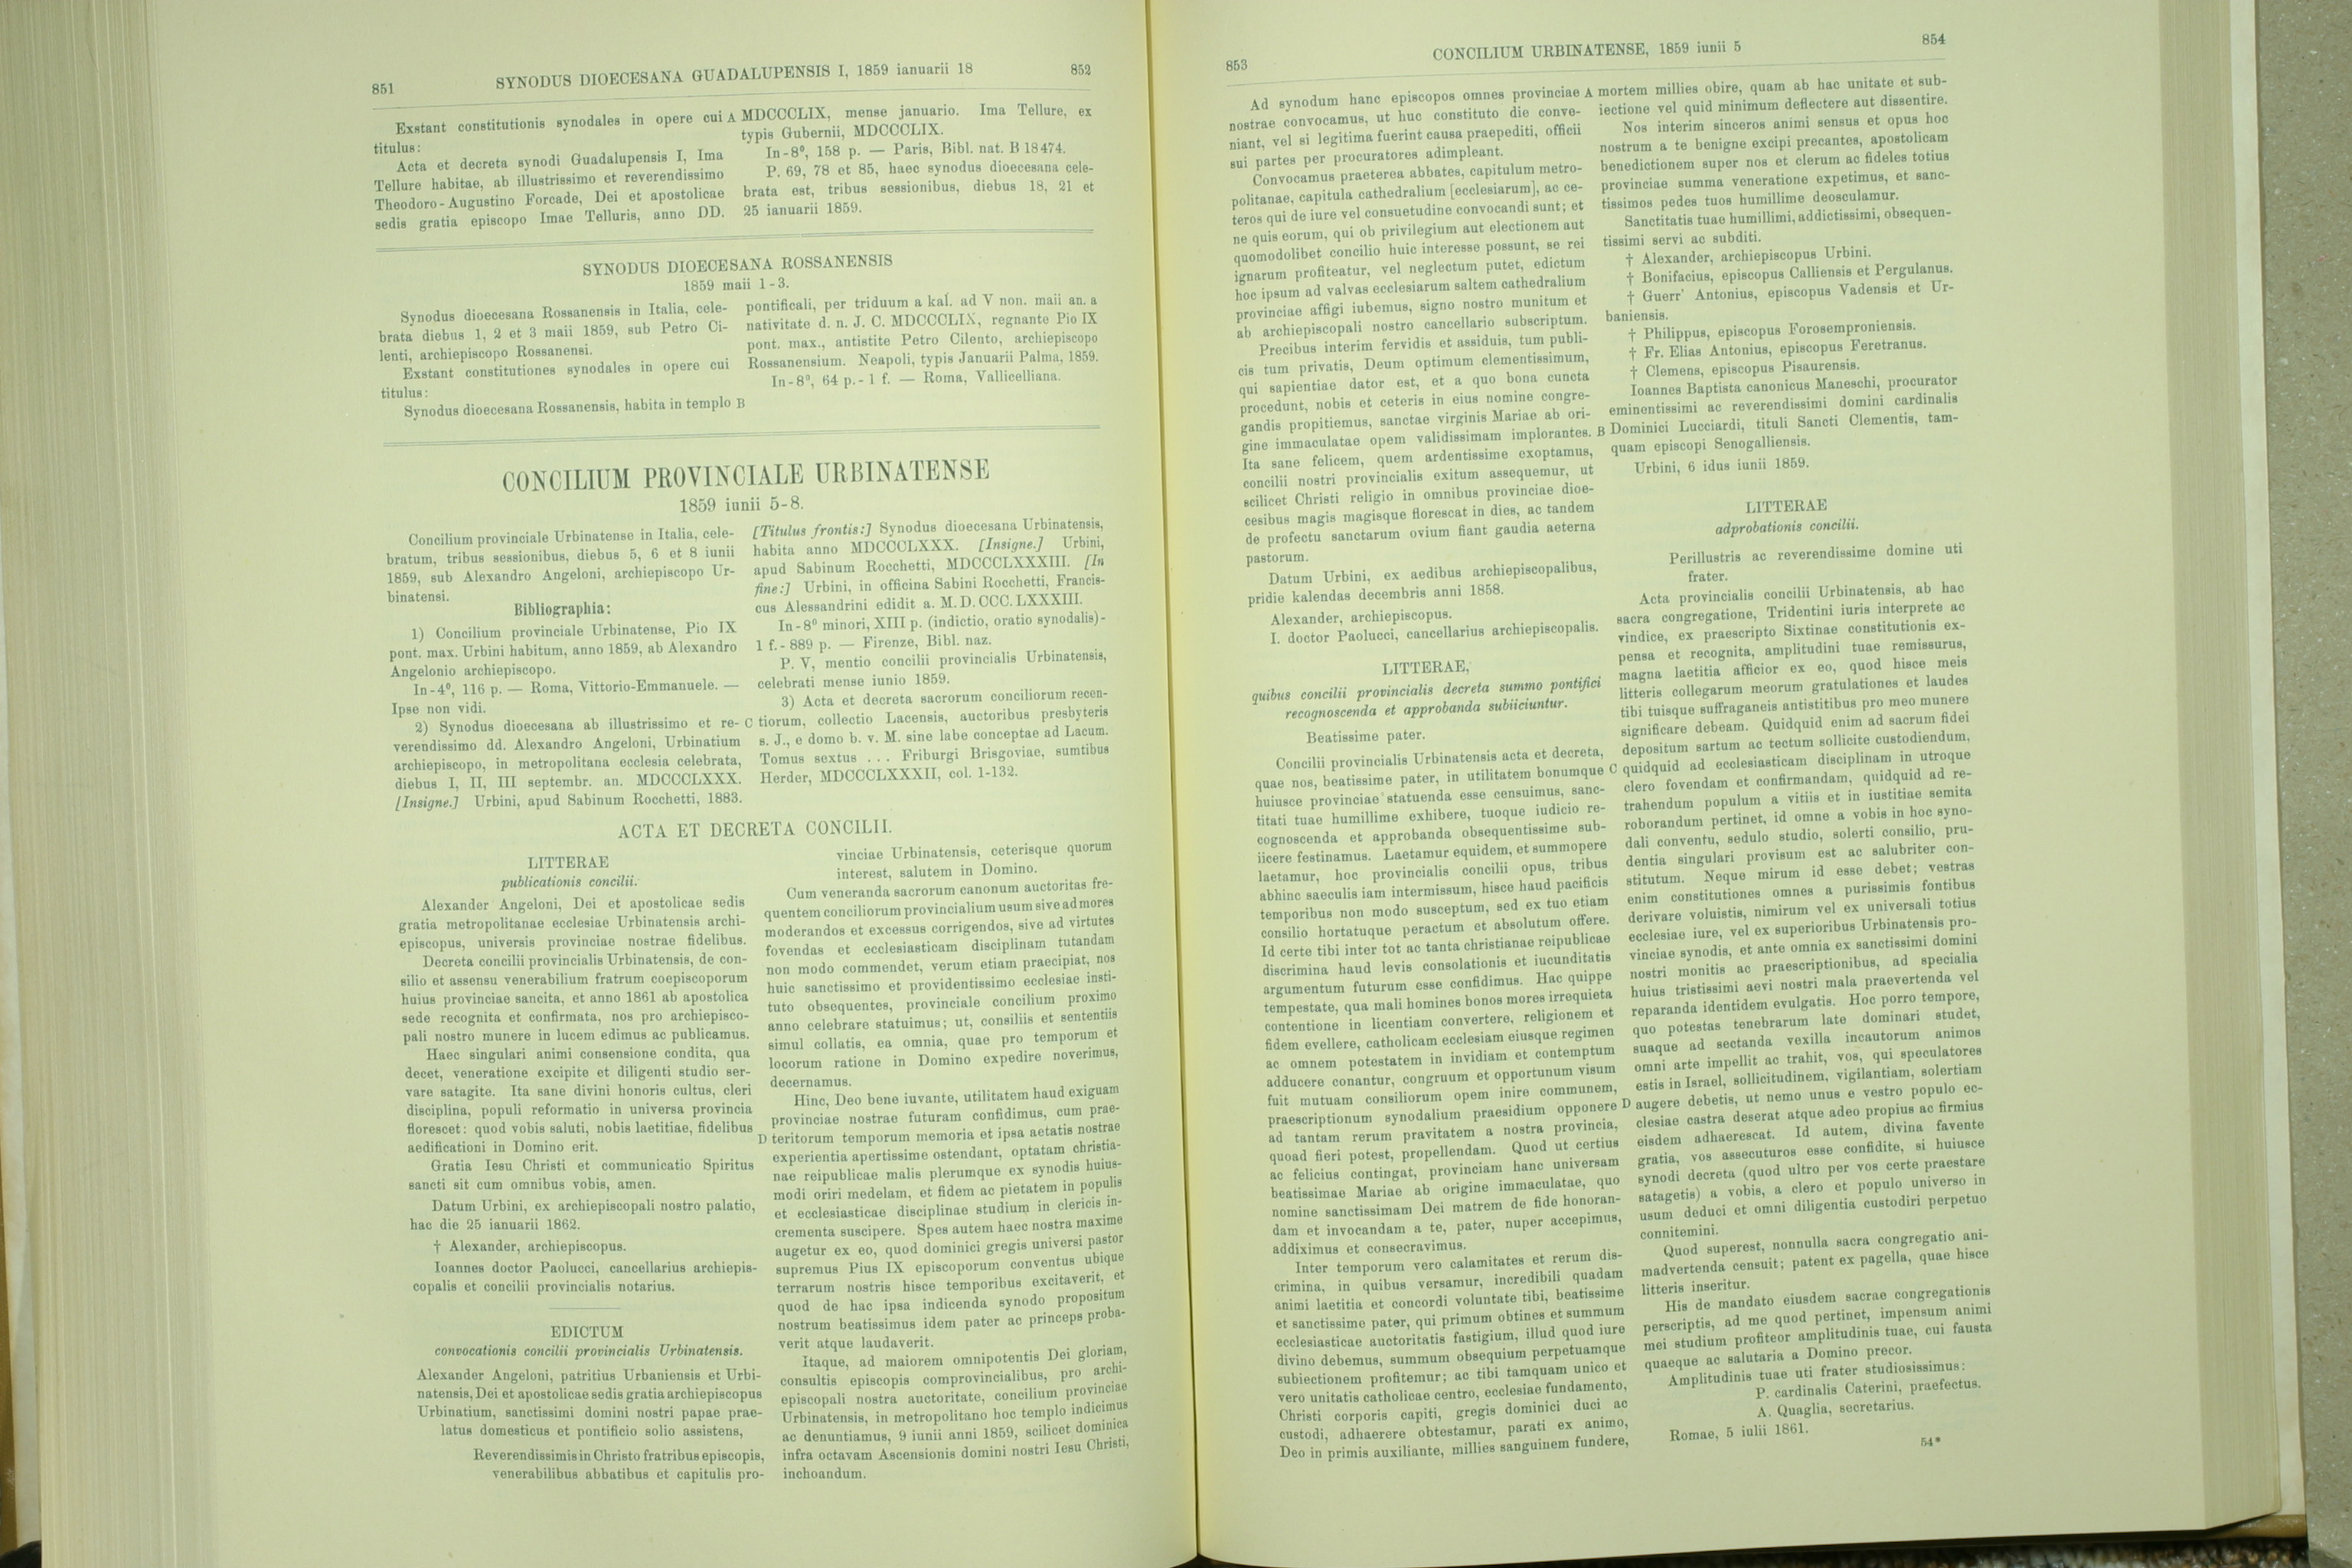 851
SYNODUS DIOECESANA GUADALUPENSIS I, 1859 ianuarii 18
852
Exstant constitutionis synodales in opere cui
titulus:
Acta et decreta synodi Guadalupensis I, Ima
Tellure habitae, ab illustrissimo et reverendissimo
Theodoro-Augustino Forcade, Dei et apostolicae
sedis gratia episcopo Imae Telluris, anno DD.
A
MDCCCLIX, mense januario. Ima Tellure, ex
typis Gubernii, MDCCCLIX.
In-8⁰, 158 p. — Paris, Bibl. nat. B 18474.
P. 69, 78 et 85, haec synodus dioecesana cele-
brata est, tribus sessionibus, diebus 18, 21 et
25 ianuarii 1859.
SYNODUS DIOECESANA ROSSANENSIS
1859 maii 1-3.
Synodus dioecesana Rossanensis in Italia, cele-
brata diebus 1, 2 et 3 maii 1859, sub Petro Ci-
lenti, archiepiscopo Rossanensi.
Exstant constitutiones synodales in opere cui
titulus:
Synodus dioecesana Rossanensis, habita in templo
B
pontificali, per triduum a kal. ad V non. maii an. a
nativitate d. n. J. C. MDCCCLIX, regnante Pio IX
pont. max., antistite Petro Cilento, archiepiscopo
Rossanensium. Neapoli, typis Januarii Palma, 1859.
In-8⁰, 64 p.-1 f. — Roma, Vallicelliana.
CONCILIUM PROVINCIALE URBINATENSE
1859 iunii 5-8.
Concilium provinciale Urbinatense in Italia, cele-
bratum, tribus sessionibus, diebus 5, 6 et 8 iunii
1859, sub Alexandro Angeloni, archiepiscopo Ur-
binatensi.
Bibliographia:
1) Concilium provinciale Urbinatense, Pio IX
pont. max. Urbini habitum, anno 1859, ab Alexandro
Angelonio archiepiscopo.
In-4⁰, 116 p. — Roma, Vittorio-Emmanuele. —
Ipse non vidi.
2) Synodus dioecesana ab illustrissimo et re-
verendissimo dd. Alexandro Angeloni, Urbinatium
archiepiscopo, in metropolitana ecclesia celebrata,
diebus I, II, III septembr. an. MDCCCLXXX.
[Insigne.] Urbini, apud Sabinum Rocchetti, 1883.
[Titulus frontis:] Synodus dioecesana Urbinatensis,
habita anno MDCCCLXXX. [Insigne.] Urbini,
apud Sabinum Rocchetti, MDCCCLXXXIII. [In
fine:] Urbini, in officina Sabini Rocchetti, Francis-
cus Alessandrini edidit a. M.D.CCC.LXXXIII.
In-8⁰ minori, XIII p. (indictio, oratio synodalis)-
1 f.-889 p. — Firenze, Bibl. naz.
P. V, mentio concilii provincialis Urbinatensis,
celebrati mense iunio 1859.
3) Acta et decreta sacrorum conciliorum recen-
C
tiorum, collectio Lacensis, auctoribus presbyteris
s. J., e domo b. v. M. sine labe conceptae ad Lacum.
Tomus sextus ... Friburgi Brisgoviae, sumtibus
Herder, MDCCCLXXXII, col. 1-132.
ACTA ET DECRETA CONCILII.
LITTERAE
publicationis concilii.
Alexander Angeloni, Dei et apostolicae sedis
gratia metropolitanae ecclesiae Urbinatensis archi-
episcopus, universis provinciae nostrae fidelibus.
Decreta concilii provincialis Urbinatensis, de con-
silio et assensu venerabilium fratrum coepiscoporum
huius provinciae sancita, et anno 1861 ab apostolica
sede recognita et confirmata, nos pro archiepisco-
pali nostro munere in lucem edimus ac publicamus.
Haec singulari animi consensione condita, qua
decet, veneratione excipite et diligenti studio ser-
vare satagite. Ita sane divini honoris cultus, cleri
disciplina, populi reformatio in universa provincia
florescet: quod vobis saluti, nobis laetitiae, fidelibus
aedificationi in Domino erit.
Gratia Iesu Christi et communicatio Spiritus
sancti sit cum omnibus vobis, amen.
Datum Urbini, ex archiepiscopali nostro palatio,
hac die 25 ianuarii 1862.
† Alexander, archiepiscopus.
Ioannes doctor Paolucci, cancellarius archiepis-
copalis et concilii provincialis notarius.
EDICTUM
convocationis concilii provincialis Urbinatensis.
Alexander Angeloni, patritius Urbaniensis et Urbi-
natensis, Dei et apostolicae sedis gratia archiepiscopus
Urbinatium, sanctissimi domini nostri papae prae-
latus domesticus et pontificio solio assistens,
Reverendissimis in Christo fratribus episcopis,
venerabilibus abbatibus et capitulis pro-
vinciae Urbinatensis, ceterisque quorum
interest, salutem in Domino.
Cum veneranda sacrorum canonum auctoritas fre-
quentem conciliorum provincialium usum sive ad mores
moderandos et excessus corrigendos, sive ad virtutes
fovendas et ecclesiasticam disciplinam tutandam
non modo commendet, verum etiam praecipiat, nos
huic sanctissimo et providentissimo ecclesiae insti-
tuto obsequentes, provinciale concilium proximo
anno celebrare statuimus; ut, consiliis et sententiis
simul collatis, ea omnia, quae pro temporum et
locorum ratione in Domino expedire noverimus,
decernamus.
Hinc, Deo bene iuvante, utilitatem haud exiguam
provinciae nostrae futuram confidimus, cum prae-
D
teritorum temporum memoria et ipsa aetatis nostrae
experientia apertissime ostendant, optatam christia-
nae reipublicae malis plerumque ex synodis huius-
modi oriri medelam, et fidem ac pietatem in populis
et ecclesiasticae disciplinae studium in clericis in-
crementa suscipere. Spes autem haec nostra maxime
augetur ex eo, quod dominici gregis universi pastor
supremus Pius IX episcoporum conventus ubique
terrarum nostris hisce temporibus excitaverit, et
quod de hac ipsa indicenda synodo propositum
nostrum beatissimus idem pater ac princeps proba-
verit atque laudaverit.
Itaque, ad maiorem omnipotentis Dei gloriam,
consultis episcopis comprovincialibus, pro archi-
episcopali nostra auctoritate, concilium provinciae
Urbinatensis, in metropolitano hoc templo indicimus
ac denuntiamus, 9 iunii anni 1859, scilicet dominica
infra octavam Ascensionis domini nostri Iesu Christi,
inchoandum.
853
CONCILIUM URBINATENSE, 1859 iunii 5
854
Ad synodum hanc episcopos omnes provinciae
nostrae convocamus, ut huc constituto die conve-
niant, vel si legitima fuerint causa praepediti, officii
sui partes per procuratores adimpleant.
Convocamus praeterea abbates, capitulum metro-
politanae, capitula cathedralium [ecclesiarum], ac ce-
teros qui de iure vel consuetudine convocandi sunt; et
ne quis eorum, qui ob privilegium aut electionem aut
quomodolibet concilio huic interesse possunt, se rei
ignarum profiteatur, vel neglectum putet, edictum
hoc ipsum ad valvas ecclesiarum saltem cathedralium
provinciae affigi iubemus, signo nostro munitum et
ab archiepiscopali nostro cancellario subscriptum.
Precibus interim fervidis et assiduis, tum publi-
cis tum privatis, Deum optimum clementissimum,
qui sapientiae dator est, et a quo bona cuncta
procedunt, nobis et ceteris in eius nomine congre-
gandis propitiemus, sanctae virginis Mariae ab ori-
gine immaculatae opem validissimam implorantes.
Ita sane felicem, quem ardentissime exoptamus,
concilii nostri provincialis exitum assequemur, ut
scilicet Christi religio in omnibus provinciae dioe-
cesibus magis magisque florescat in dies, ac tandem
de profectu sanctarum ovium fiant gaudia aeterna
pastorum.
Datum Urbini, ex aedibus archiepiscopalibus,
pridie kalendas decembris anni 1858.
Alexander, archiepiscopus.
I. doctor Paolucci, cancellarius archiepiscopalis.
LITTERAE,
quibus concilii provincialis decreta summo pontifici
recognoscenda et approbanda subiiciuntur.
Beatissime pater.
Concilii provincialis Urbinatensis acta et decreta,
quae nos, beatissime pater, in utilitatem bonumque
huiusce provinciae statuenda esse censuimus, sanc-
titati tuae humillime exhibere, tuoque iudicio re-
cognoscenda et approbanda obsequentissime sub-
iicere festinamus. Laetamur equidem, et summopere
laetamur, hoc provincialis concilii opus, tribus
abhinc saeculis iam intermissum, hisce haud pacificis
temporibus non modo susceptum, sed ex tuo etiam
consilio hortatuque peractum et absolutum offere.
Id certe tibi inter tot ac tanta christianae reipublicae
discrimina haud levis consolationis et iucunditatis
argumentum futurum esse confidimus. Hac quippe
tempestate, qua mali homines bonos mores irrequieta
contentione in licentiam convertere, religionem et
fidem evellere, catholicam ecclesiam eiusque regimen
ac omnem potestatem in invidiam et contemptum
adducere conantur, congruum et opportunum visum
fuit mutuam consiliorum opem inire communem,
praescriptionum synodalium praesidium opponere
ad tantam rerum pravitatem a nostra provincia,
quoad fieri potest, propellendam. Quod ut certius
ac felicius contingat, provinciam hanc universam
beatissimae Mariae ab origine immaculatae, quo
nomine sanctissimam Dei matrem de fide honoran-
dam et invocandam a te, pater, nuper accepimus,
addiximus et consecravimus.
Inter temporum vero calamitates et rerum dis-
crimina, in quibus versamur, incredibili quadam
animi laetitia et concordi voluntate tibi, beatissime
et sanctissime pater, qui primum obtines et summum
ecclesiasticae auctoritatis fastigium, illud quod iure
divino debemus, summum obsequium perpetuamque
subiectionem profitemur; ac tibi tamquam unico et
vero unitatis catholicae centro, ecclesiae fundamento,
Christi corporis capiti, gregis dominici duci ac
custodi, adhaerere obtestamur, parati ex animo,
Deo in primis auxiliante, millies sanguinem fundere,
A
mortem millies obire, quam ab hac unitate et sub-
iectione vel quid minimum deflectere aut dissentire.
Nos interim sinceros animi sensus et opus hoc
nostrum a te benigne excipi precantes, apostolicam
benedictionem super nos et clerum ac fideles totius
provinciae summa veneratione expetimus, et sanc-
tissimos pedes tuos humillime deosculamur.
Sanctitatis tuae humillimi, addictissimi, obsequen-
tissimi servi ac subditi.
† Alexander, archiepiscopus Urbini.
† Bonifacius, episcopus Calliensis et Pergulanus.
† Guerr' Antonius, episcopus Vadensis et Ur-
baniensis.
† Philippus, episcopus Forosemproniensis.
† Fr. Elias Antonius, episcopus Feretranus.
† Clemens, episcopus Pisaurensis.
Ioannes Baptista canonicus Maneschi, procurator
eminentissimi ac reverendissimi domini cardinalis
B
Dominici Lucciardi, tituli Sancti Clementis, tam-
quam episcopi Senogalliensis.
Urbini, 6 idus iunii 1859.
LITTERAE
adprobationis concilii.
Perillustris ac reverendissime domine uti
frater.
Acta provincialis concilii Urbinatensis, ab hac
sacra congregatione, Tridentini iuris interprete ac
vindice, ex praescripto Sixtinae constitutionis ex-
pensa et recognita, amplitudini tuae remissurus,
magna laetitia afficior ex eo, quod hisce meis
litteris collegarum meorum gratulationes et laudes
tibi tuisque suffraganeis antistitibus pro meo munere
significare debeam. Quidquid enim ad sacrum fidei
depositum sartum ac tectum sollicite custodiendum,
C
quidquid ad ecclesiasticam disciplinam in utroque
clero fovendam et confirmandam, quidquid ad re-
trahendum populum a vitiis et in iustitiae semita
roborandum pertinet, id omne a vobis in hoc syno-
dali conventu, sedulo studio, solerti consilio, pru-
dentia singulari provisum est ac salubriter con-
stitutum. Neque mirum id esse debet; vestras
enim constitutiones omnes a purissimis fontibus
derivare voluistis, nimirum vel ex universali totius
ecclesiae iure, vel ex superioribus Urbinatensis pro-
vinciae synodis, et ante omnia ex sanctissimi domini
nostri monitis ac praescriptionibus, ad specialia
huius tristissimi aevi nostri mala praevertenda vel
reparanda identidem evulgatis. Hoc porro tempore,
quo potestas tenebrarum late dominari studet,
suaque ad sectanda vexilla incautorum animos
omni arte impellit ac trahit, vos, qui speculatores
estis in Israel, sollicitudinem, vigilantiam, solertiam
D
augere debetis, ut nemo unus e vestro populo ec-
clesiae castra deserat atque adeo propius ac firmius
eisdem adhaerescat. Id autem, divina favente
gratia, vos assecuturos esse confidite, si huiusce
synodi decreta (quod ultro per vos certe praestare
satagetis) a vobis, a clero et populo universo in
usum deduci et omni diligentia custodiri perpetuo
connitemini.
Quod superest, nonnulla sacra congregatio ani-
madvertenda censuit; patent ex pagella, quae hisce
litteris inseritur.
His de mandato eiusdem sacrae congregationis
perscriptis, ad me quod pertinet, impensum animi
mei studium profiteor amplitudinis tuae, cui fausta
quaeque ac salutaria a Domino precor.
Amplitudinis tuae uti frater studiosissimus:
P. cardinalis Caterini, praefectus.
A. Quaglia, secretarius.
Romae, 5 iulii 1861.
54*